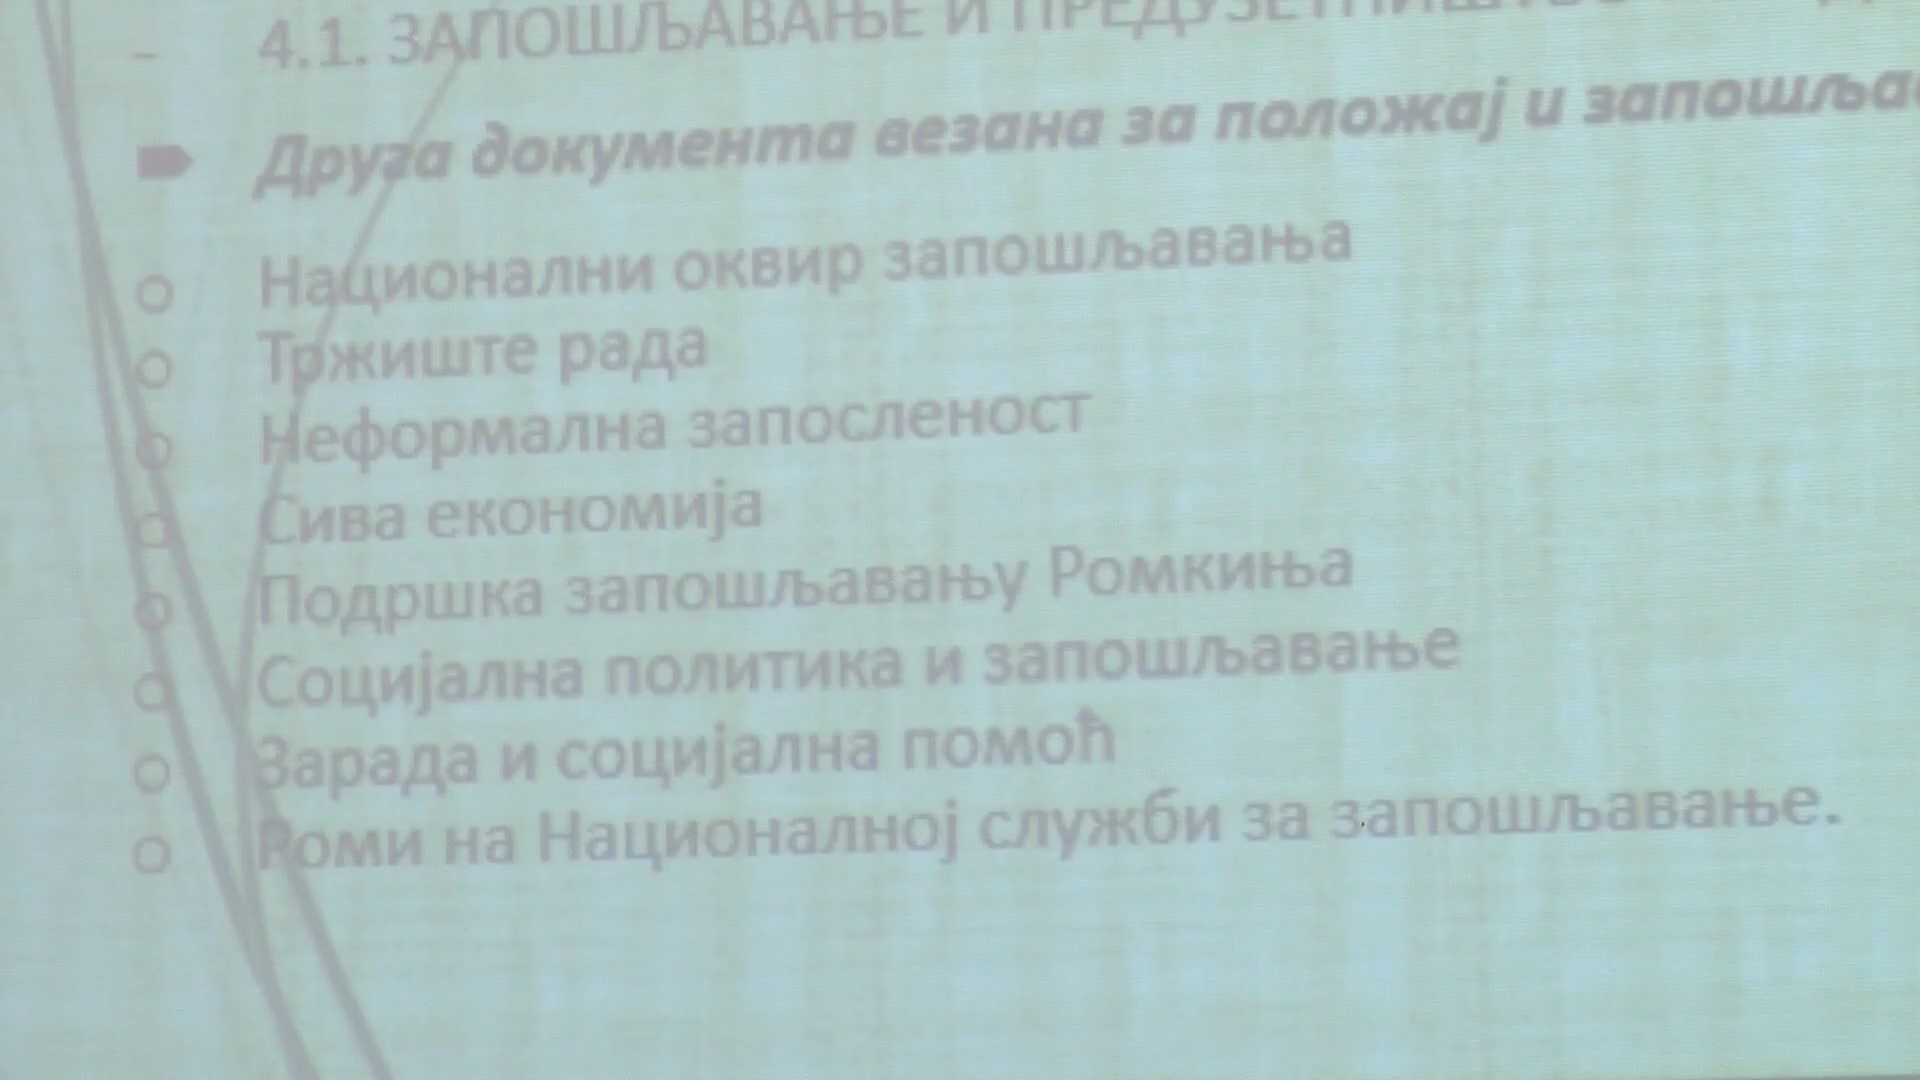 - 4.1. ЗАПОШЉАВАЊЕ И ПРЕДУЗЕТНИШТВО
Друга документа везана за положај и
Национални оквир запошљавања
Тржиште рада
Неформална запосленост
Сива економија
Подршка запошљавању Ромкиња
Социјална политика и запошљавање
Зарада и социјална помоћ
Роми на Националној служби за запошљавање.